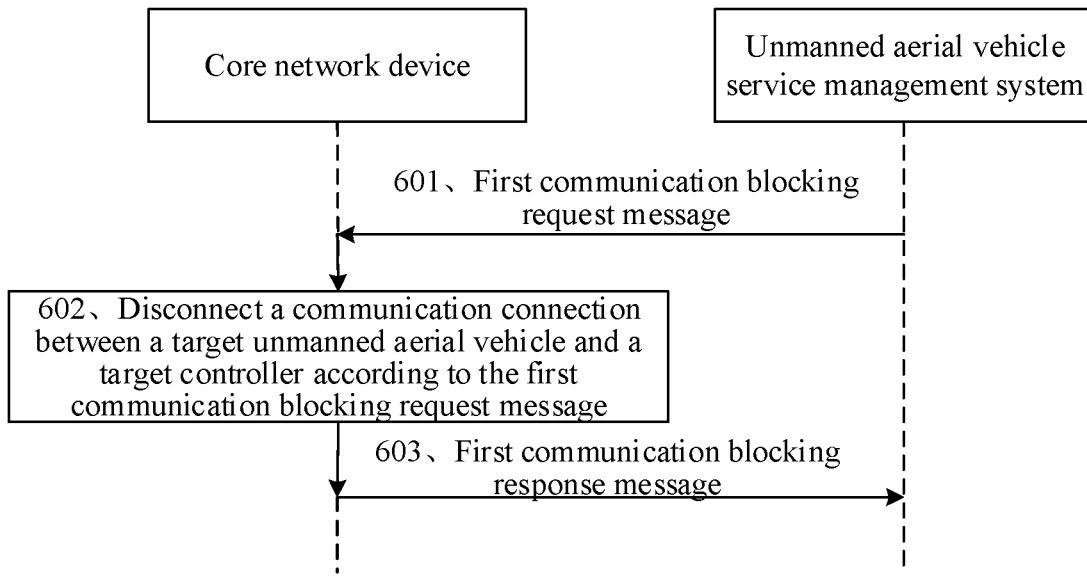 Core network device
Unmanned aerial vehicle
service management system
601、First communication blocking
request message
602、Disconnect a communication connection
between a target unmanned aerial vehicle and a
target controller according to the first
communication blocking request message
603、First communication blocking
response message